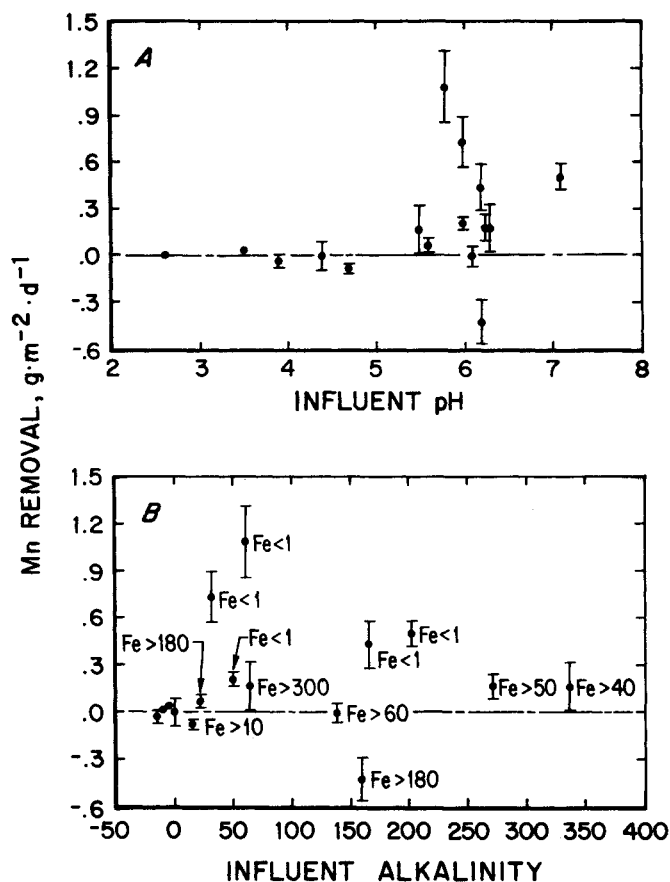 Mn REMOVAL, g·m⁻²·d⁻¹
A
1.5
1.2
.9
.6
.3
.0
-.3
-.6
2 3 4 5 6 7 8
INFLUENT pH
B
1.5
1.2
.9
.6
.3
.0
-.3
-.6
Fe<1
Fe<1
Fe>180
Fe<1
Fe<1
Fe<1
Fe>300
Fe>50
Fe>40
Fe>10
Fe>60
Fe>180
-50 0 50 100 150 200 250 300 350 400
INFLUENT ALKALINITY